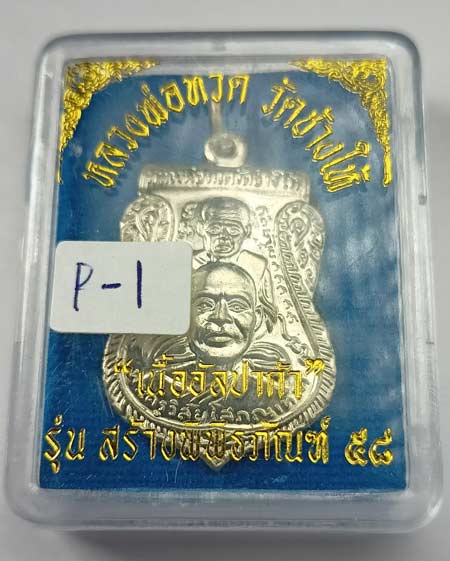 หลวงพ่อทวด วัดช้างให้
P-1
"เนื้ออัลปาก้า"
รุ่น สร้างพิพิธภัณฑ์ ๕๘